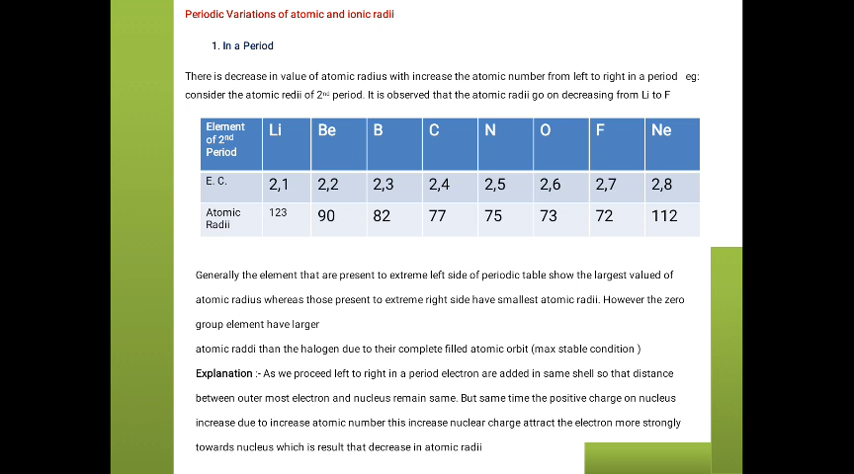 Periodic Variations of atomic and ionic radii
1. In a Period
There is decrease in value of atomic radius with increase the atomic number from left to right in a period eg:
consider the atomic redii of 2nd period. It is observed that the atomic radii go on decreasing from Li to F
Element of 2nd Period Li Be B C N O F Ne
E. C. 2,1 2,2 2,3 2,4 2,5 2,6 2,7 2,8
Atomic Radii 123 90 82 77 75 73 72 112
Generally the element that are present to extreme left side of periodic table show the largest valued of
atomic radius whereas those present to extreme right side have smallest atomic radii. However the zero
group element have larger
atomic raddi than the halogen due to their complete filled atomic orbit (max stable condition )
Explanation :- As we proceed left to right in a period electron are added in same shell so that distance
between outer most electron and nucleus remain same. But same time the positive charge on nucleus
increase due to increase atomic number this increase nuclear charge attract the electron more strongly
towards nucleus which is result that decrease in atomic radii